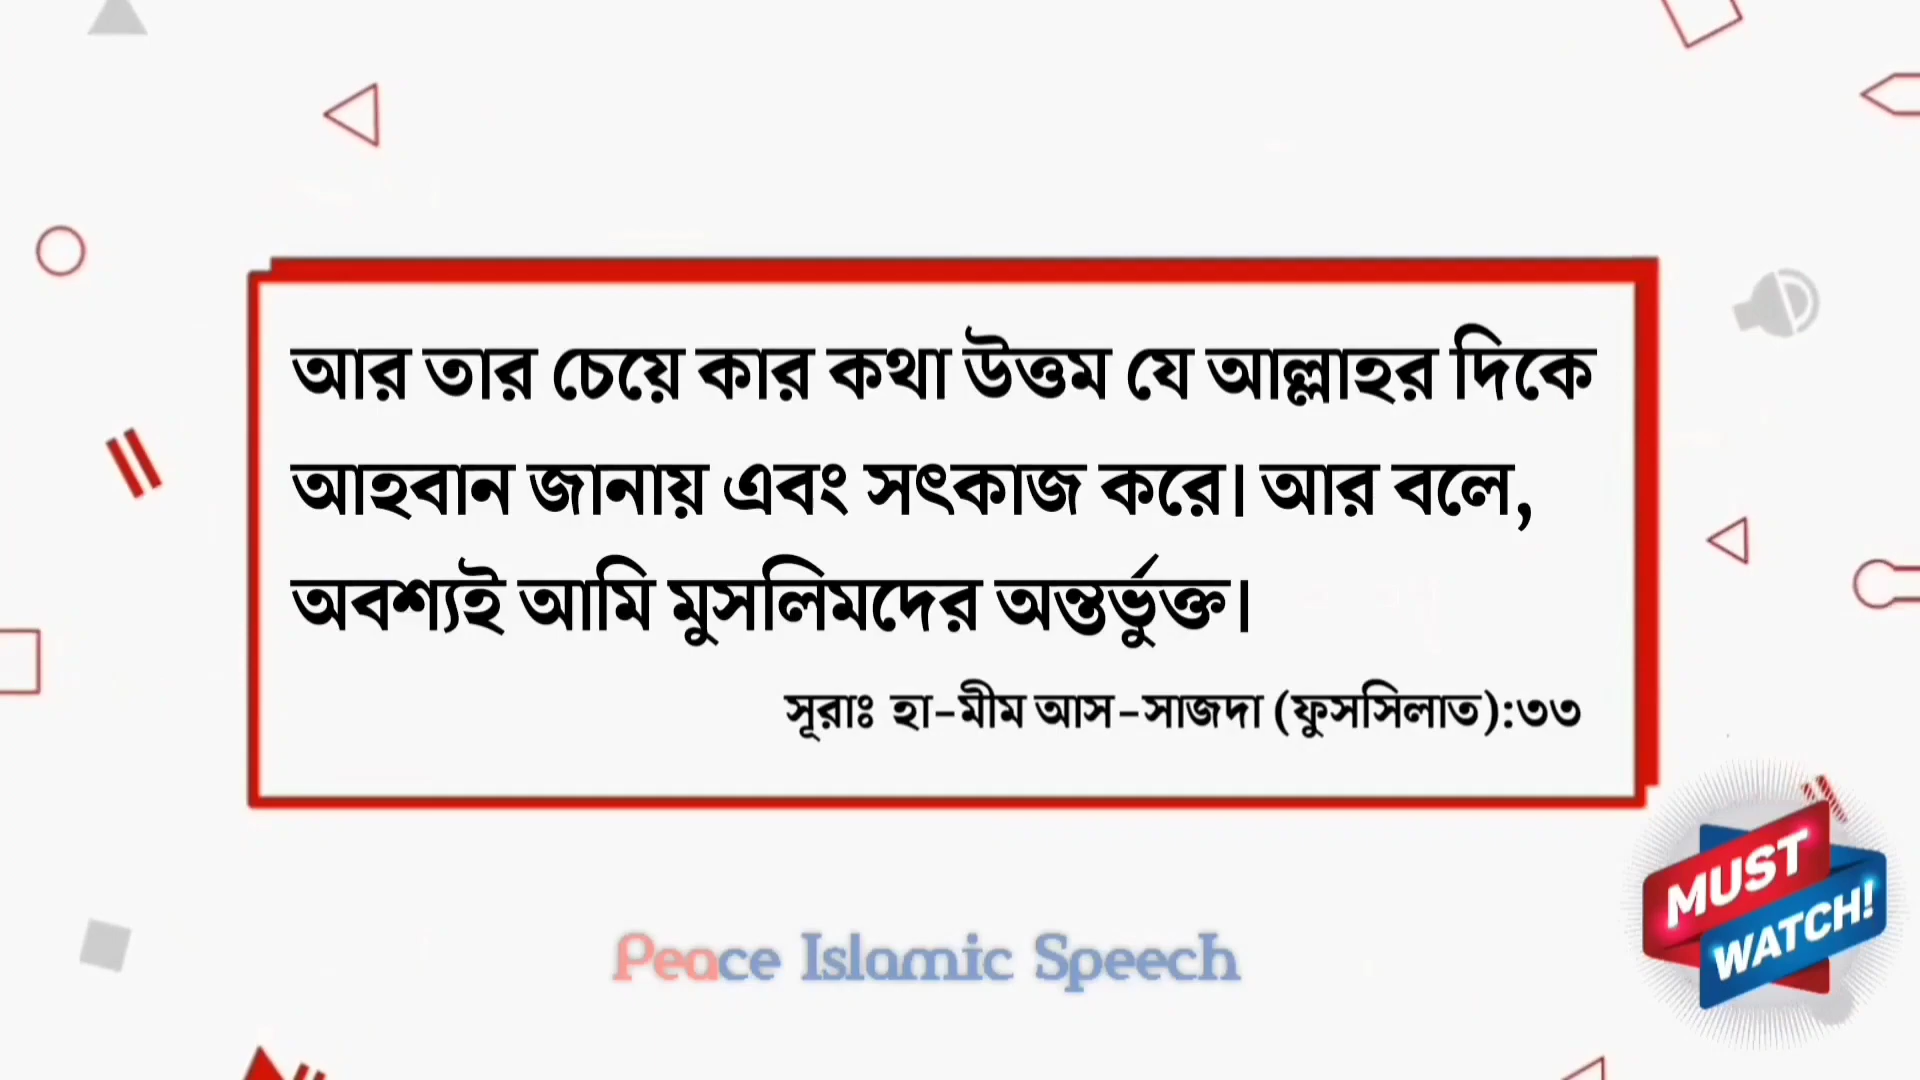 আর তার চেয়ে কার কথা উত্তম যে আল্লাহর দিকে
আহবান জানায় এবং সৎকাজ করে। আর বলে,
অবশ্যই আমি মুসলিমদের অন্তর্ভুক্ত।
সূরাঃ হা-মীম আস-সাজদা (ফুসসিলাত):৩৩
MUST
WATCH!
Peace Islamic Speech